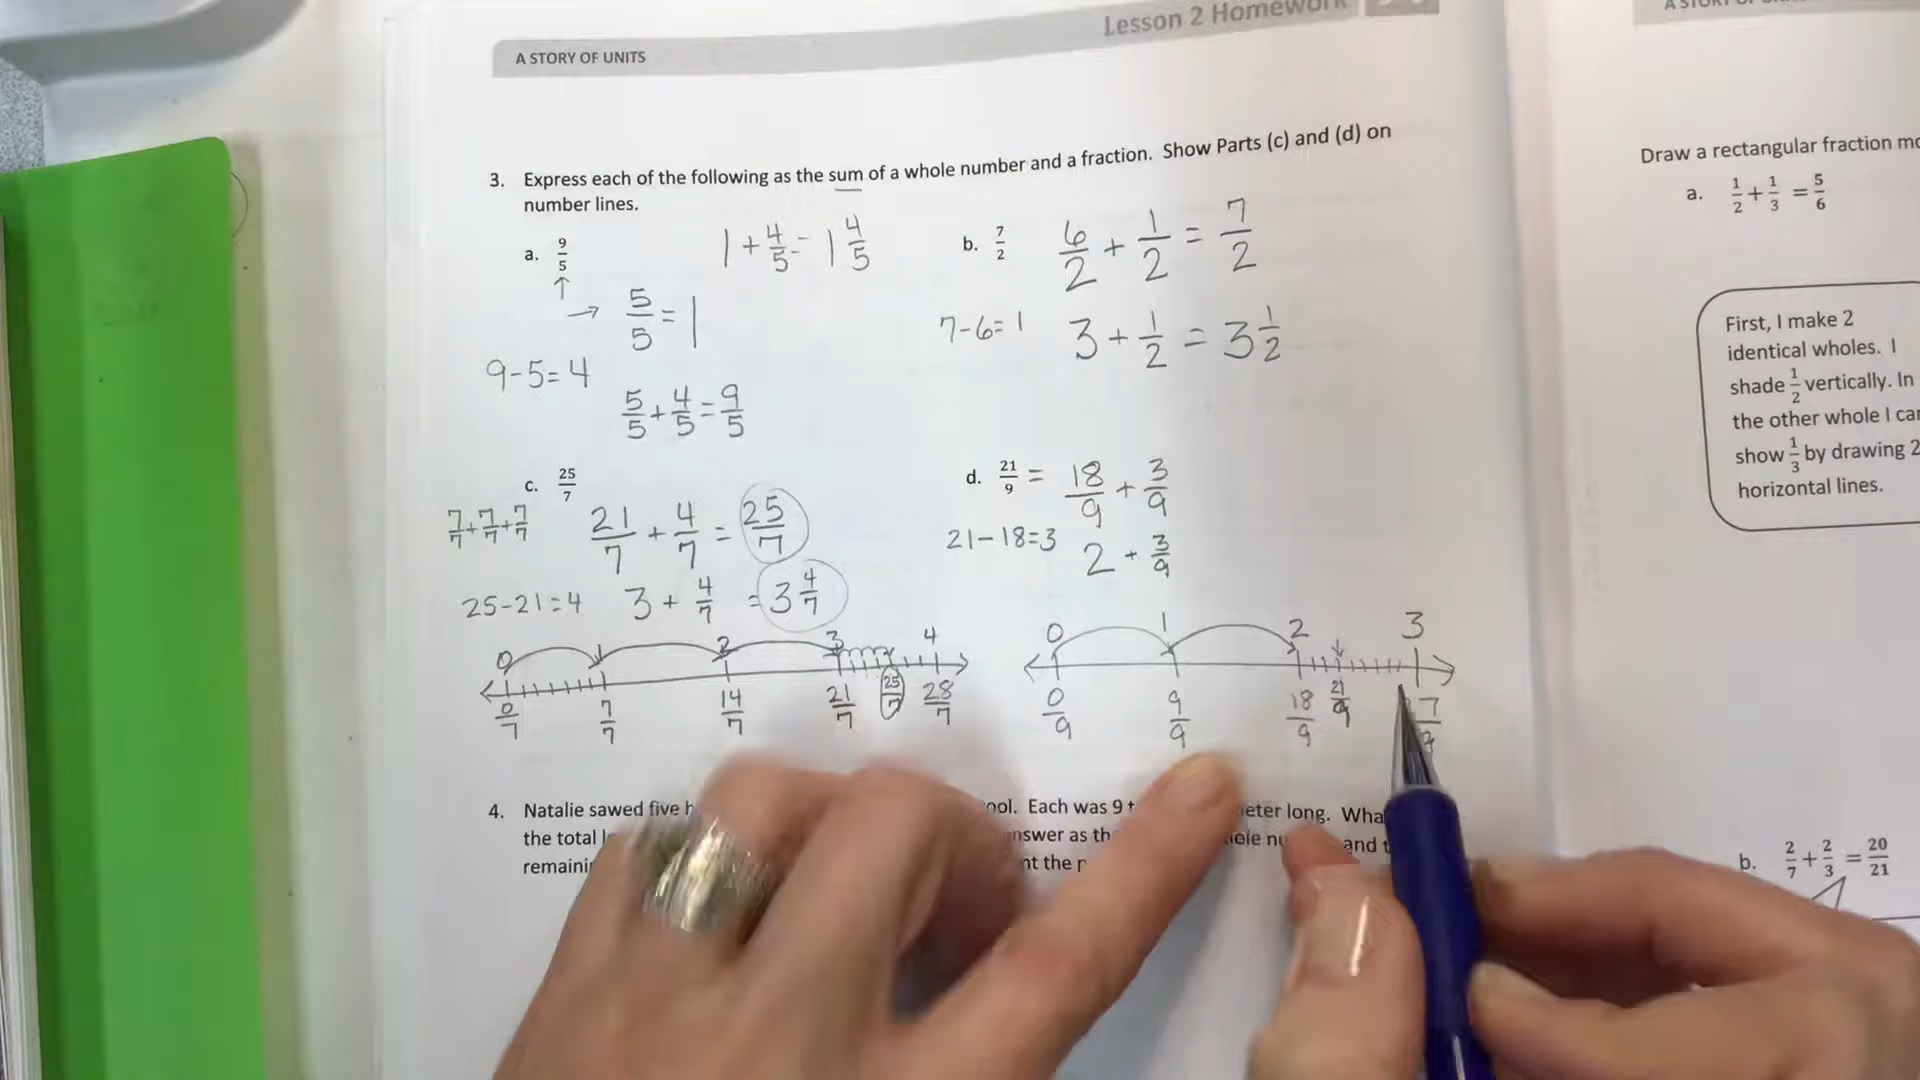 Lesson 2 Homework
A STORY OF UNITS
3. Express each of the following as the sum of a whole number and a fraction. Show Parts (c) and (d) on
number lines.
a. 9/5
1 + 4/5 = 1 4/5
↑ → 5/5 = 1
9-5=4
5/5 + 4/5 = 9/5
b. 7/2
6/2 + 1/2 = 7/2
7-6=1
3 + 1/2 = 3 1/2
c. 25/7
7/7 + 7/7 + 7/7
21/7 + 4/7 = 25/7
25-21=4
3 + 4/7 = 3 4/7
0 1 2 3 4
0/7 7/7 14/7 21/7 25/7 28/7
d. 21/9 = 18/9 + 3/9
21-18=3
2 + 3/9
0 1 2 3
0/9 9/9 18/9 21/9
4. Natalie sawed five Each was 9 long.
the total answer as the and
remaining
Draw a rectangular fraction
a. 1/2 + 1/3 = 5/6
First, I make 2
identical wholes. I
shade 1/2 vertically. In
the other whole I can
show 1/3 by drawing 2
horizontal lines.
b. 2/7 + 2/3 = 20/21